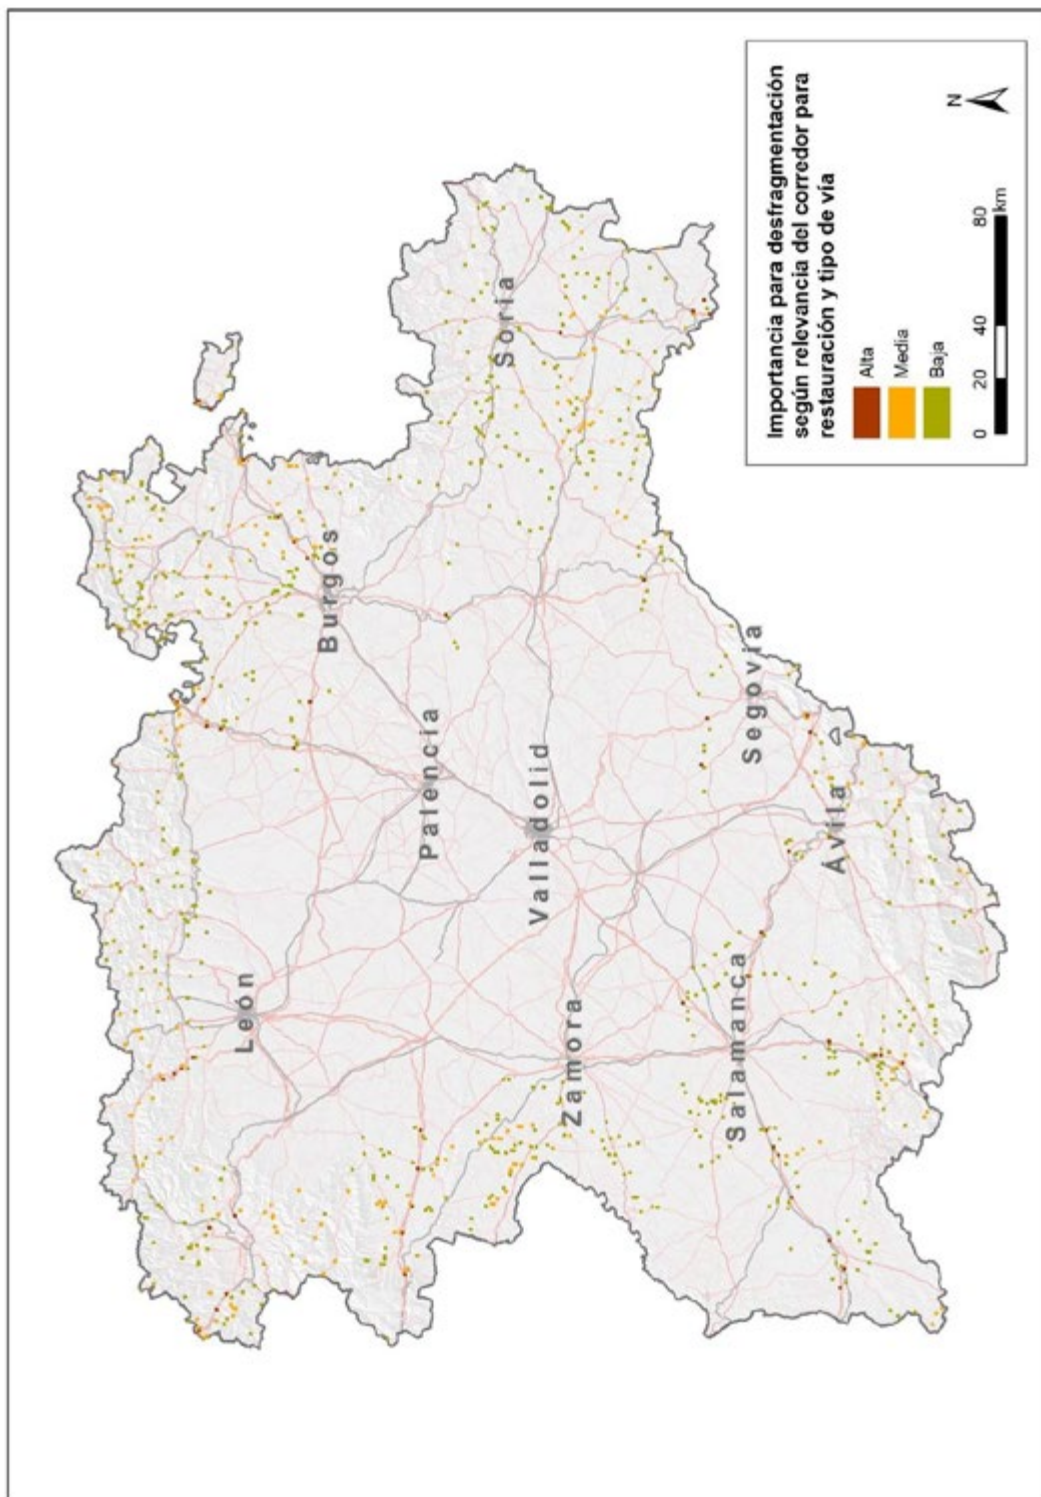 León
Burgos
Palencia
Soria
Valladolid
Zamora
Segovia
Salamanca
Ávila
Importancia para desfragmentación
según relevancia del corredor para
restauración y tipo de vía
Alta
Media
Baja
N
0 20 40 80
km